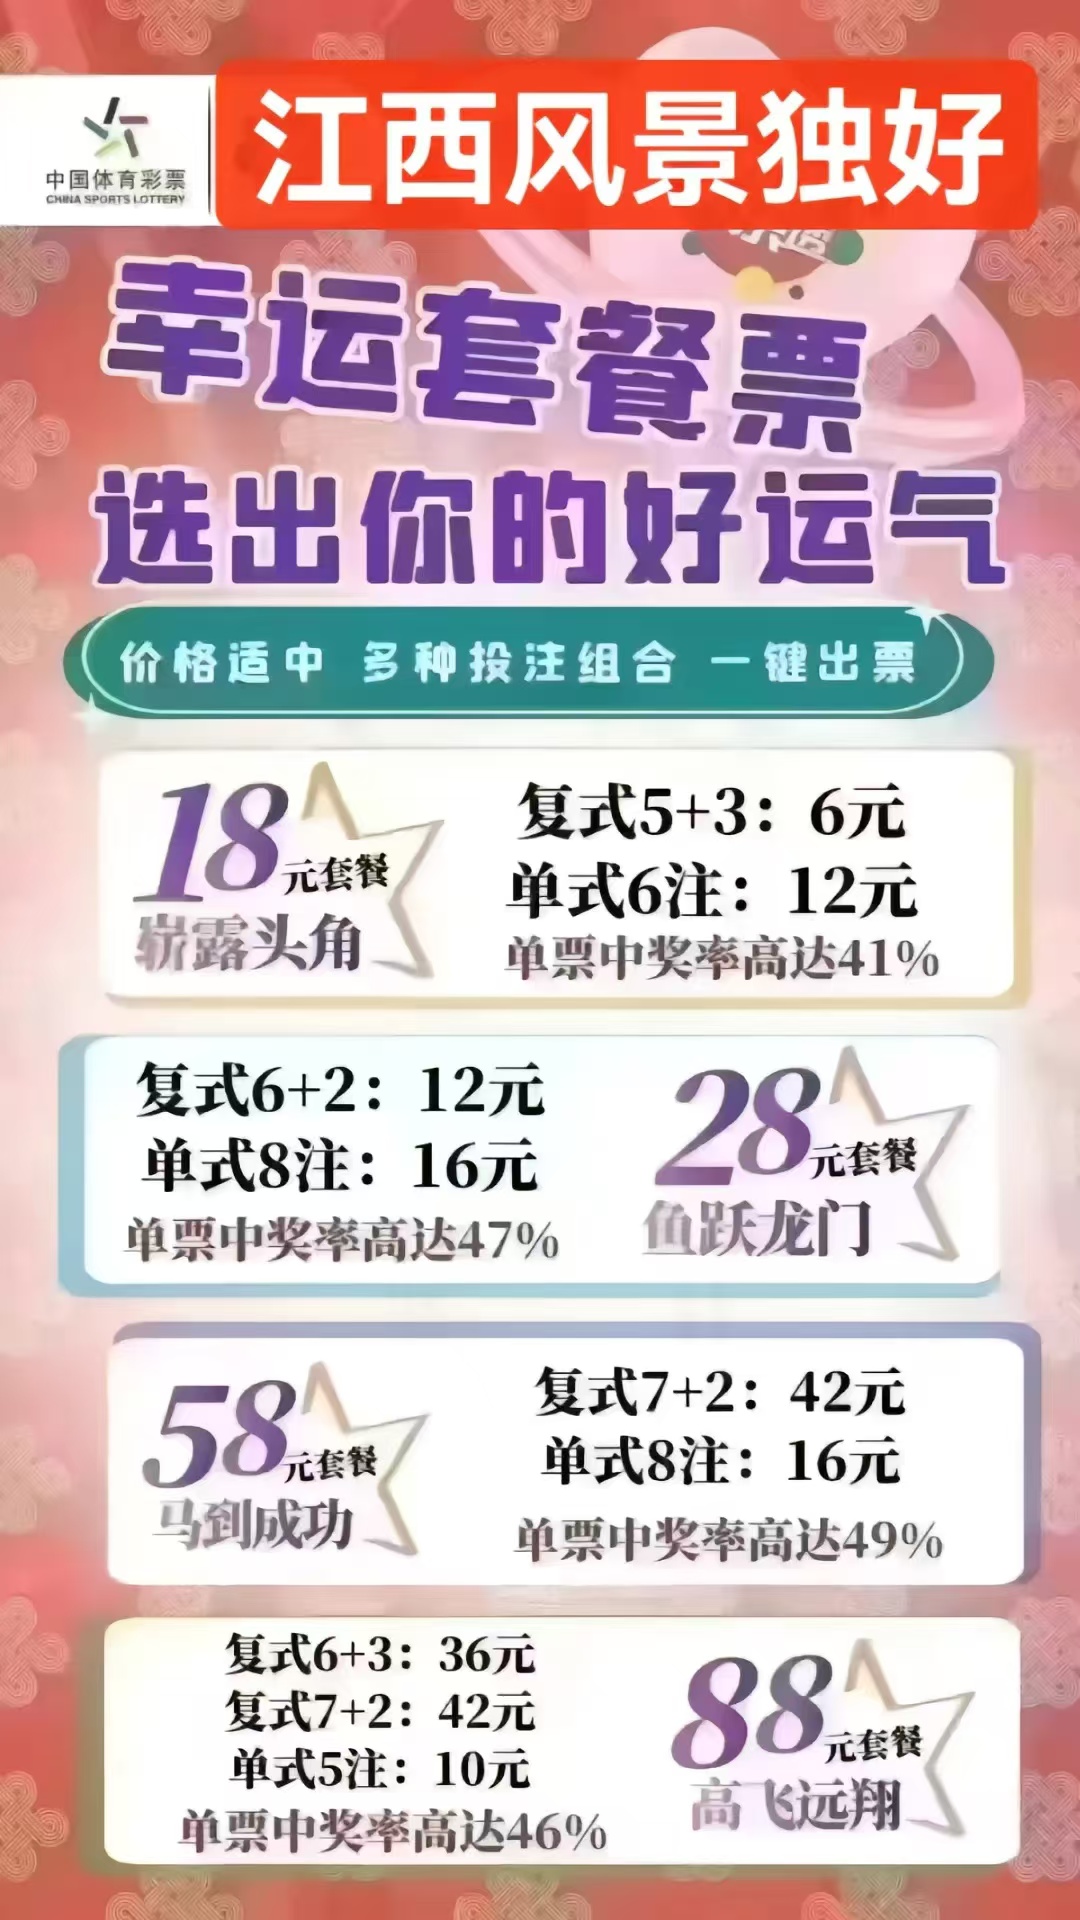 中国体育彩票
CHINA SPORTS LOTTERY
江西风景独好
幸运套餐票
选出你的好运气
价格适中 多种投注组合 一键出票
18元套餐
崭露头角
复式5+3：6元
单式6注：12元
单票中奖率高达41%
复式6+2：12元
单式8注：16元
单票中奖率高达47%
28元套餐
鱼跃龙门
58元套餐
马到成功
复式7+2：42元
单式8注：16元
单票中奖率高达49%
复式6+3：36元
复式7+2：42元
单式5注：10元
单票中奖率高达46%
88元套餐
高飞远翔